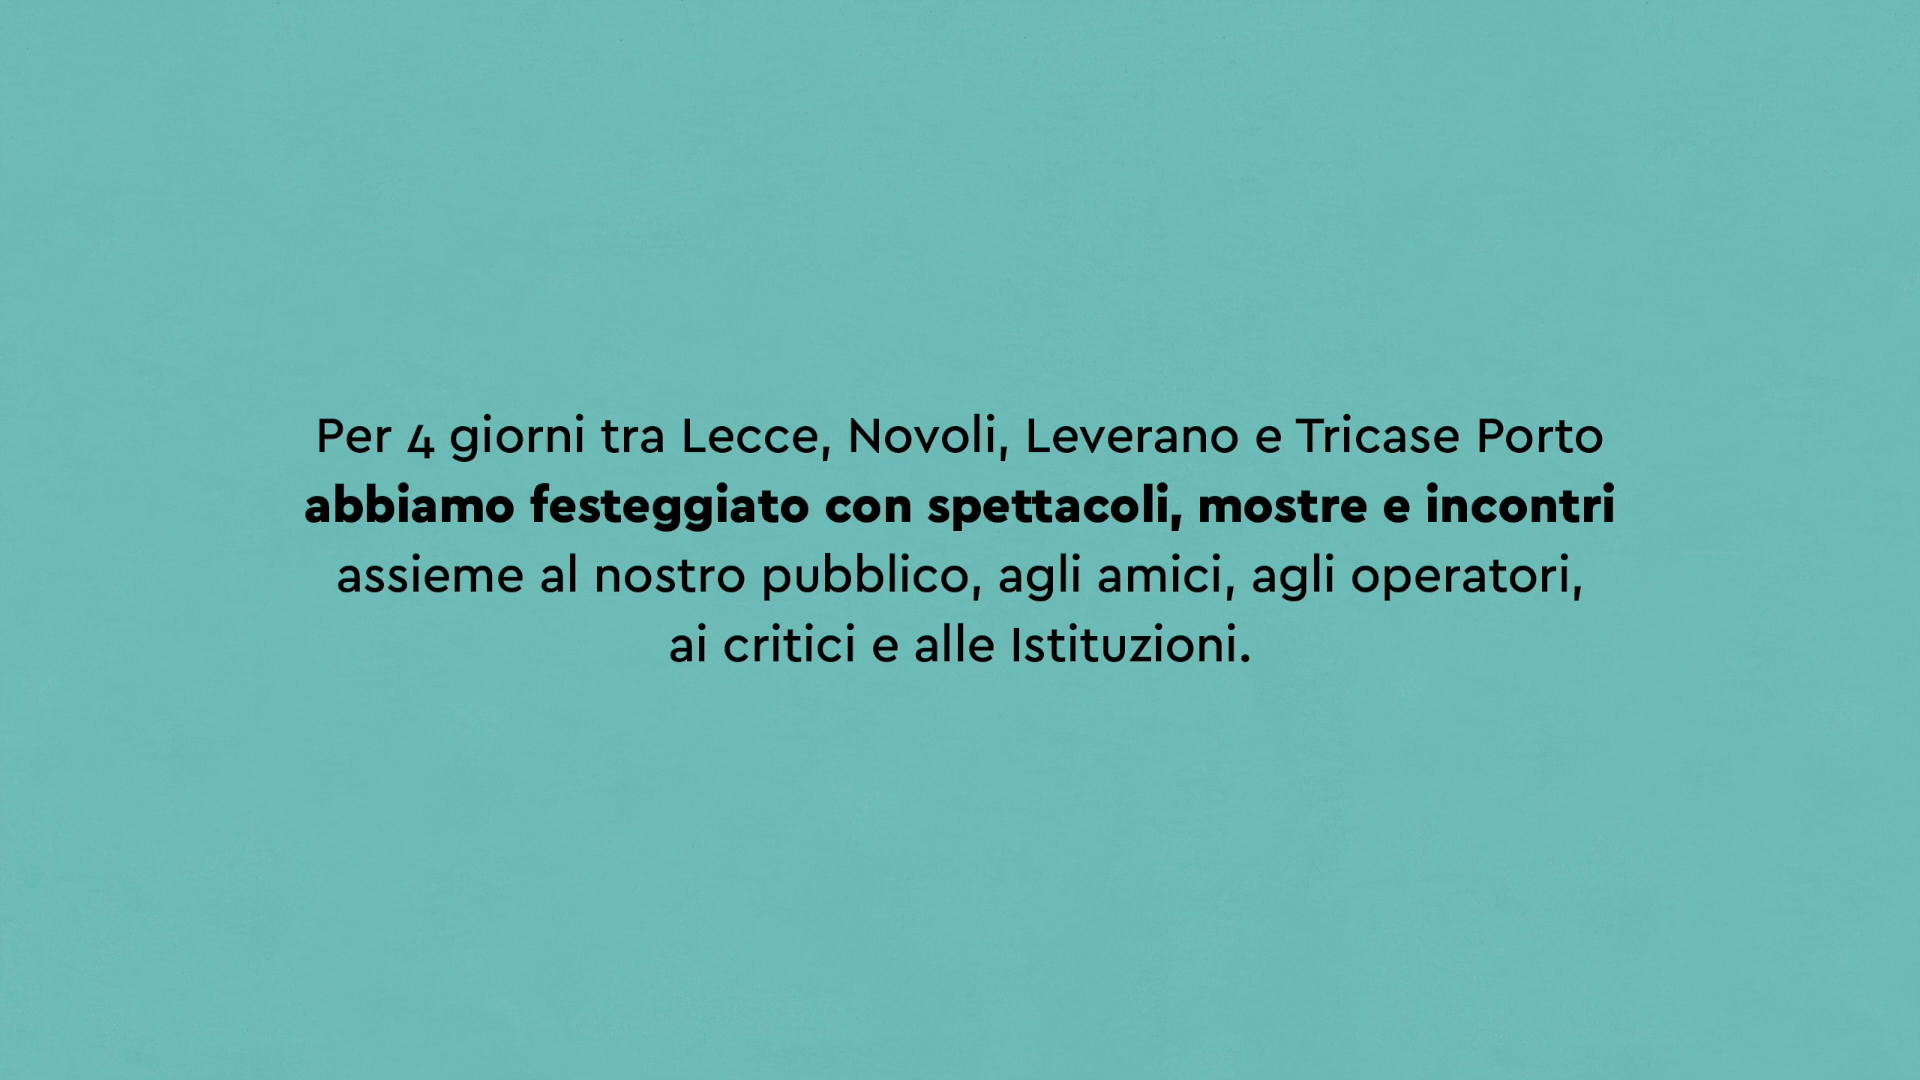 Per 4 giorni tra Lecce, Novoli, Leverano e Tricase Porto
abbiamo festeggiato con spettacoli, mostre e incontri
assieme al nostro pubblico, agli amici, agli operatori,
ai critici e alle Istituzioni.